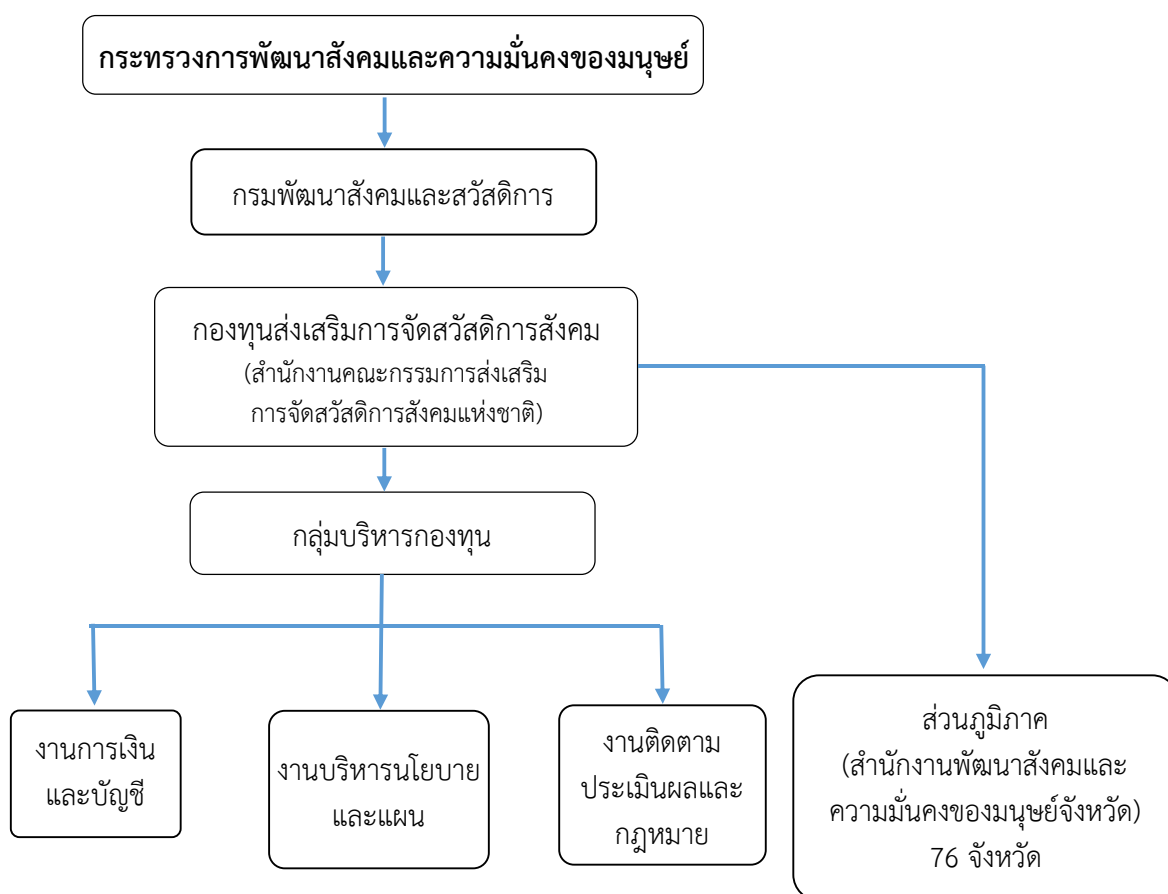 กระทรวงการพัฒนาสังคมและความมั่นคงของมนุษย์
กรมพัฒนาสังคมและสวัสดิการ
กองทุนส่งเสริมการจัดสวัสดิการสังคม
(สำนักงานคณะกรรมการส่งเสริม
การจัดสวัสดิการสังคมแห่งชาติ)
กลุ่มบริหารกองทุน
งานการเงิน
และบัญชี
งานบริหารนโยบาย
และแผน
งานติดตาม
ประเมินผลและ
กฎหมาย
ส่วนภูมิภาค
(สำนักงานพัฒนาสังคมและ
ความมั่นคงของมนุษย์จังหวัด)
76 จังหวัด